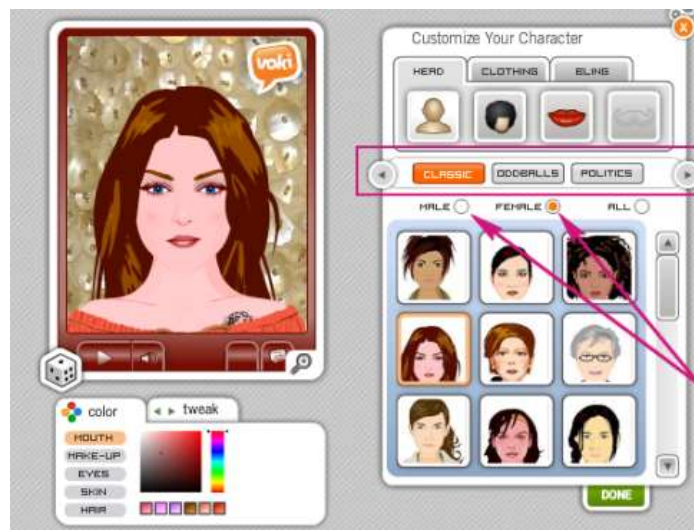 Customize Your Character
X
voki
HEAD CLOTHING BLING
CLASSIC ODDBALLS POLITICS
MALE FEMALE ALL
color tweak
MOUTH
MAKE-UP
EYES
SKIN
HAIR
DONE